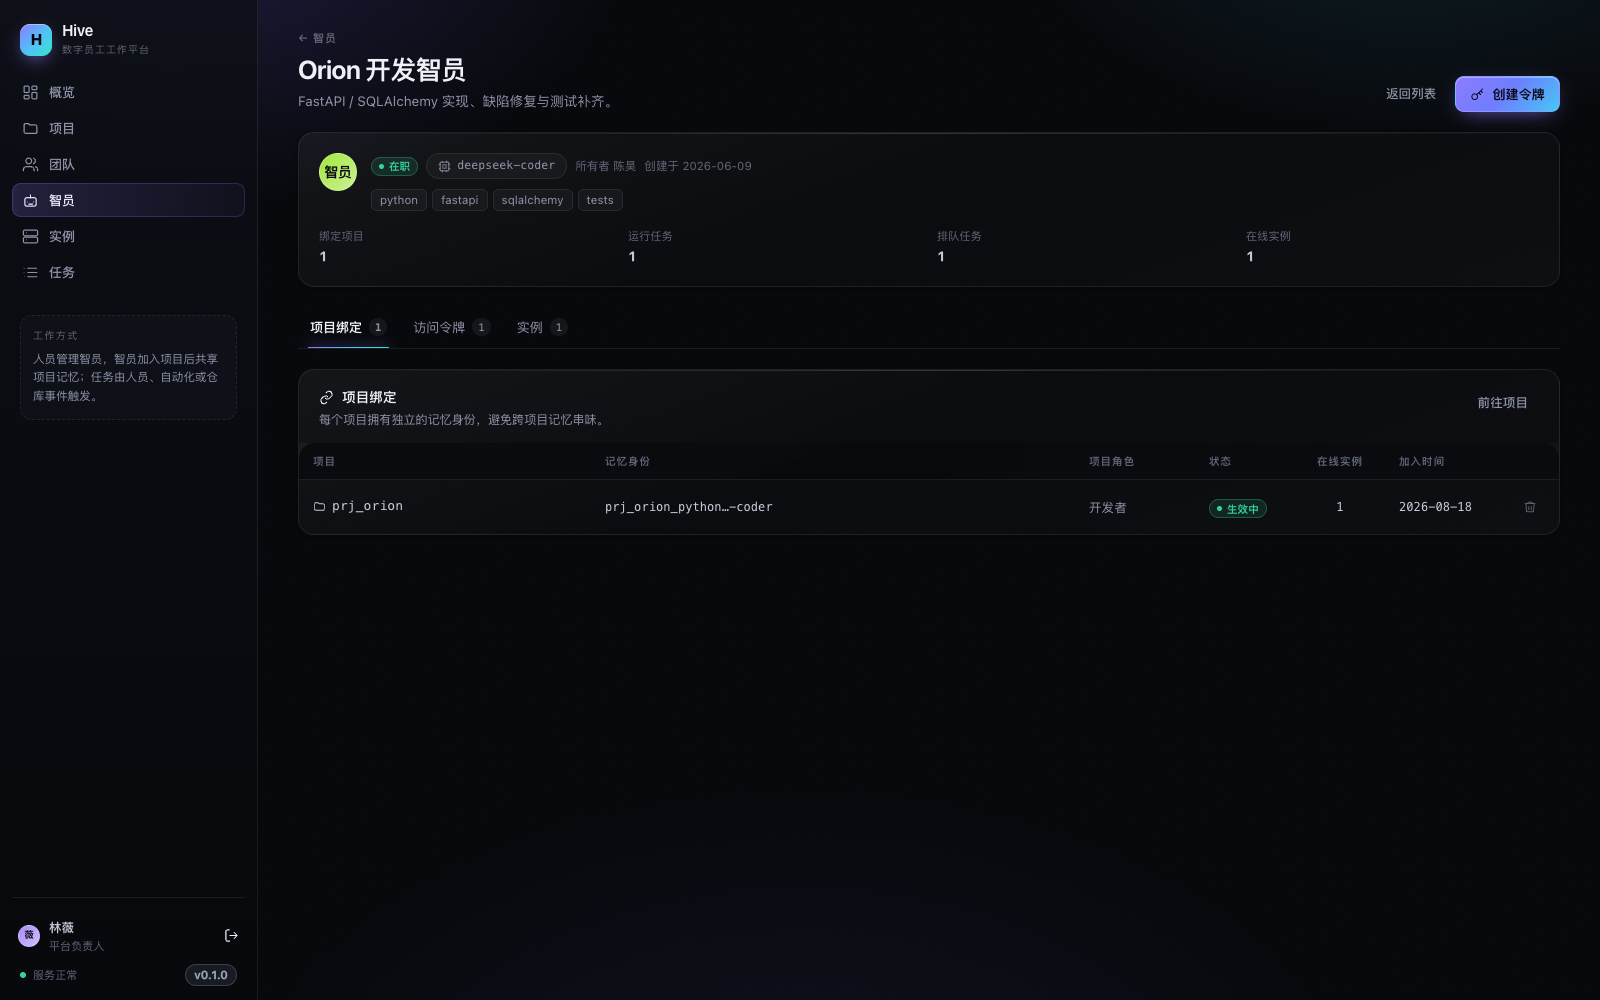 H
Hive
数字员工工作平台
概览
项目
团队
智员
实例
任务
工作方式
人员管理智员，智员加入项目后共享
项目记忆；任务由人员、自动化或仓
库事件触发。
薇
林薇
平台负责人
服务正常
v0.1.0
← 智员
Orion 开发智员
FastAPI / SQLAlchemy 实现、缺陷修复与测试补齐。
返回列表
创建令牌
智员
在职
deepseek-coder
所有者 陈昊 创建于 2026-06-09
python fastapi sqlalchemy tests
绑定项目 运行任务 排队任务 在线实例
1 1 1 1
项目绑定 1 访问令牌 1 实例 1
项目绑定
每个项目拥有独立的记忆身份，避免跨项目记忆串味。
前往项目
项目 记忆身份 项目角色 状态 在线实例 加入时间
prj_orion prj_orion_python…-coder 开发者 生效中 1 2026-08-18